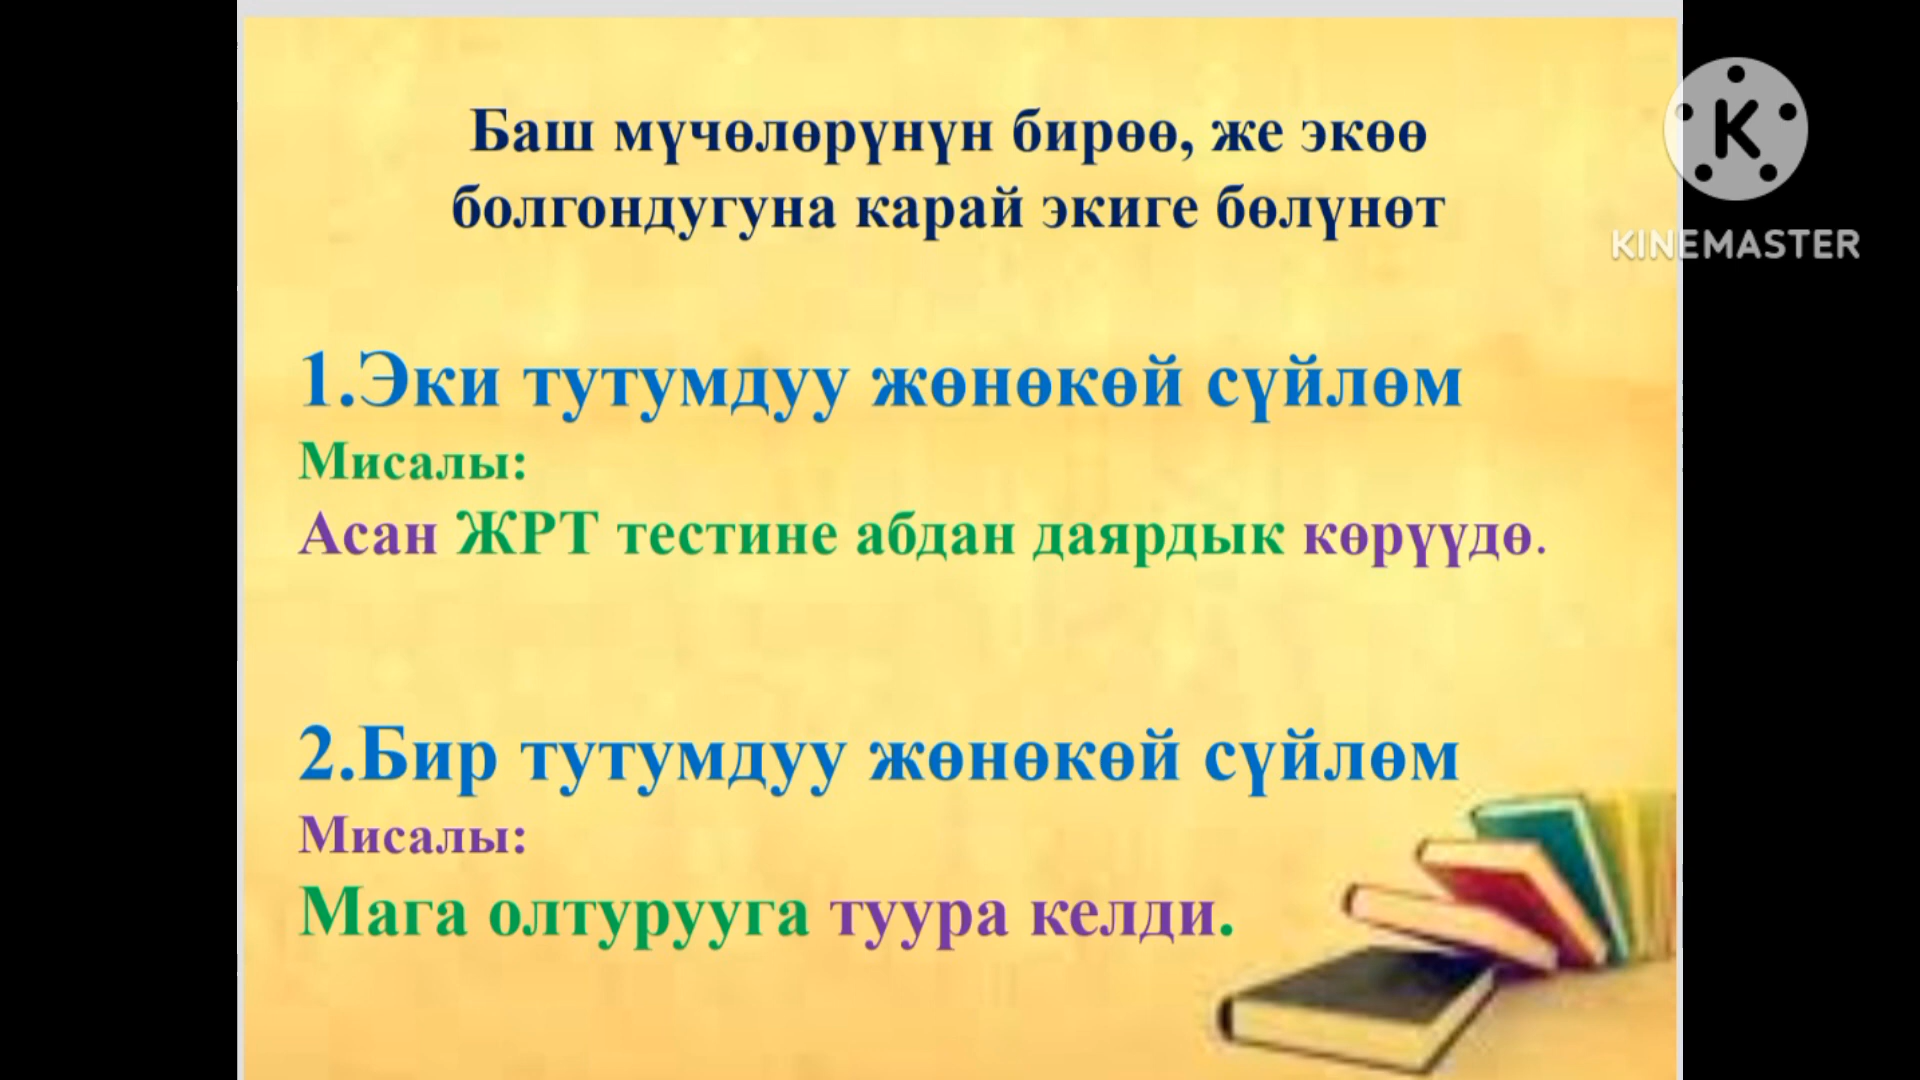 Баш мүчөлөрүнүн бирөө, же экөө
болгондугуна карай экиге бөлүнөт
K
KINEMASTER
1.Эки тутумдуу жөнөкөй сүйлөм
Мисалы:
Асан ЖРТ тестине абдан даярдык көрүүдө.
2.Бир тутумдуу жөнөкөй сүйлөм
Мисалы:
Мага олтурууга туура келди.